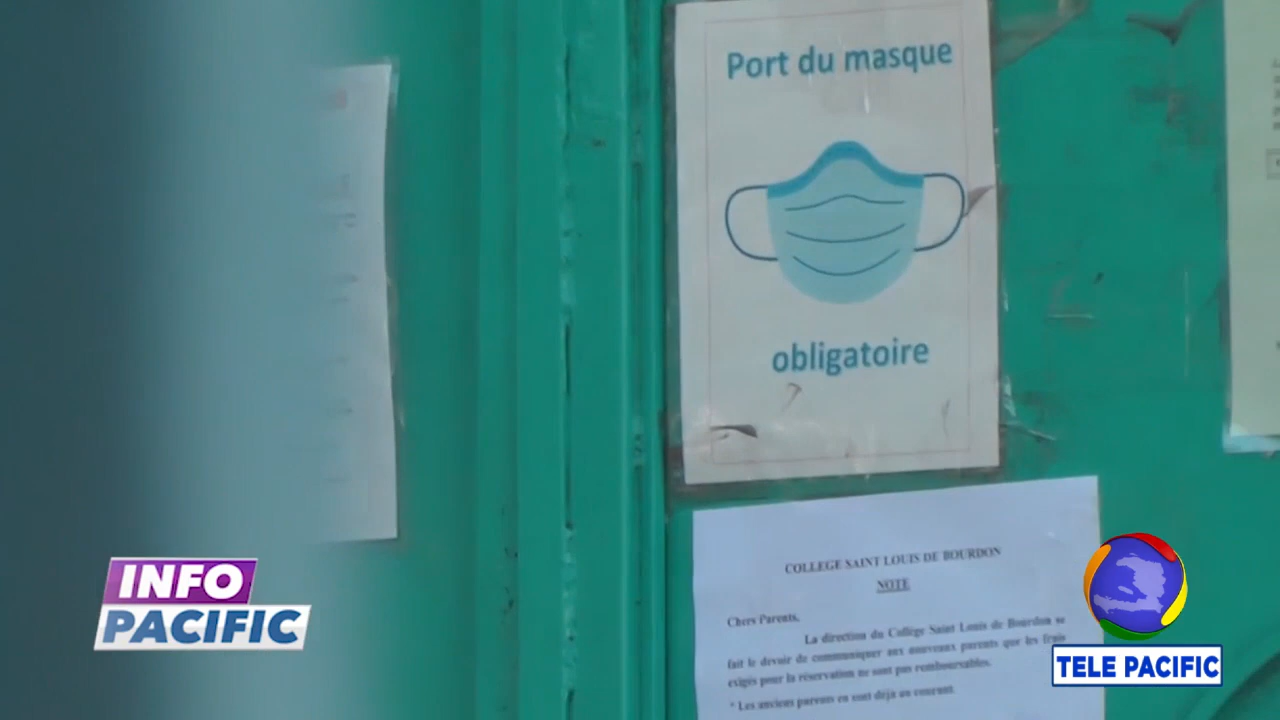 Port du masque
obligatoire
COLLEGE SAINT LOUIS DE BOURDON
NOTE
Chers Parents,
La direction du Collège Saint Louis de Bourdon se
fait le devoir de communiquer aux nouveaux parents que les frais
exigés pour la réservation ne sont pas remboursables.
* Les anciens parents en sont déjà au courant
INFO
PACIFIC
TELE PACIFIC